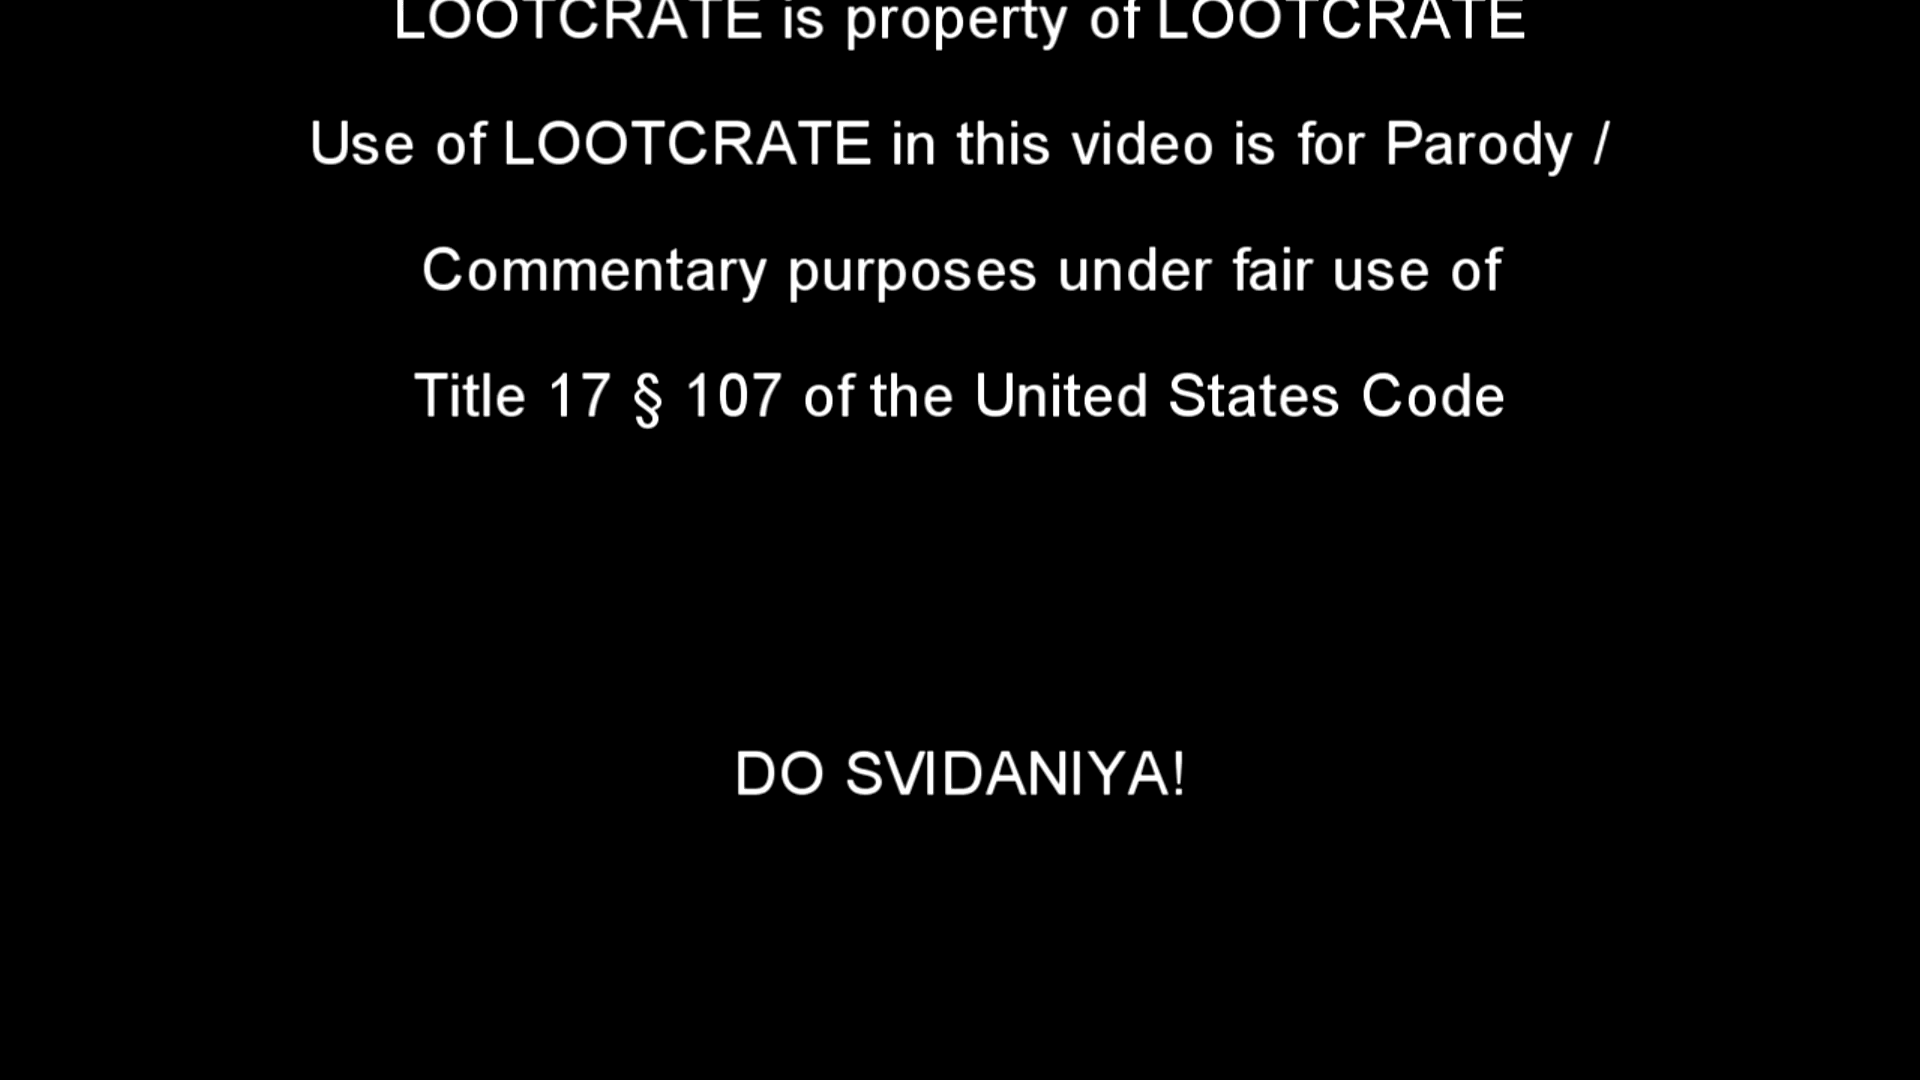 LOOTCRATE is property of LOOTCRATE
Use of LOOTCRATE in this video is for Parody /
Commentary purposes under fair use of
Title 17 § 107 of the United States Code
DO SVIDANIYA!